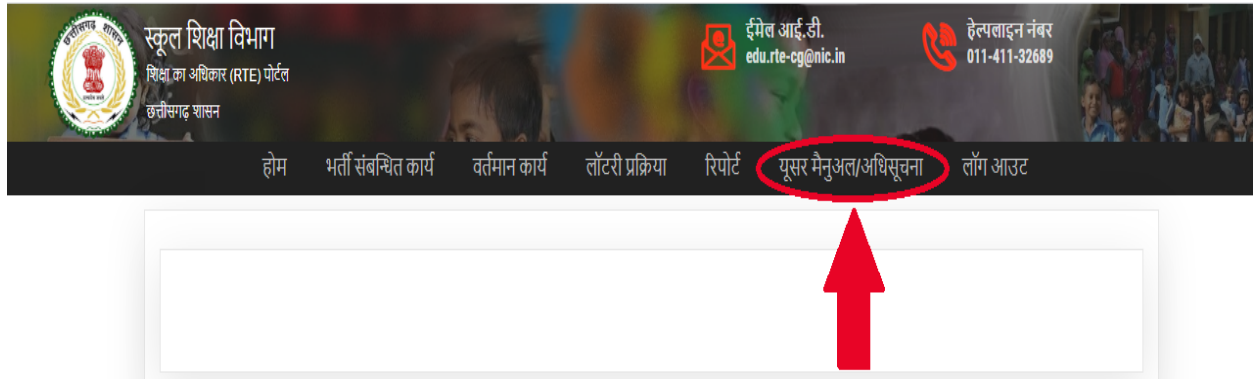 स्कूल शिक्षा विभाग
शिक्षा का अधिकार (RTE) पोर्टल
छत्तीसगढ़ शासन
ईमेल आई.डी.
edu.rte-cg@nic.in
हेल्पलाइन नंबर
011-411-32689
होम भर्ती संबन्धित कार्य वर्तमान कार्य लॉटरी प्रक्रिया रिपोर्ट यूसर मैनुअल/अधिसूचना लॉग आउट